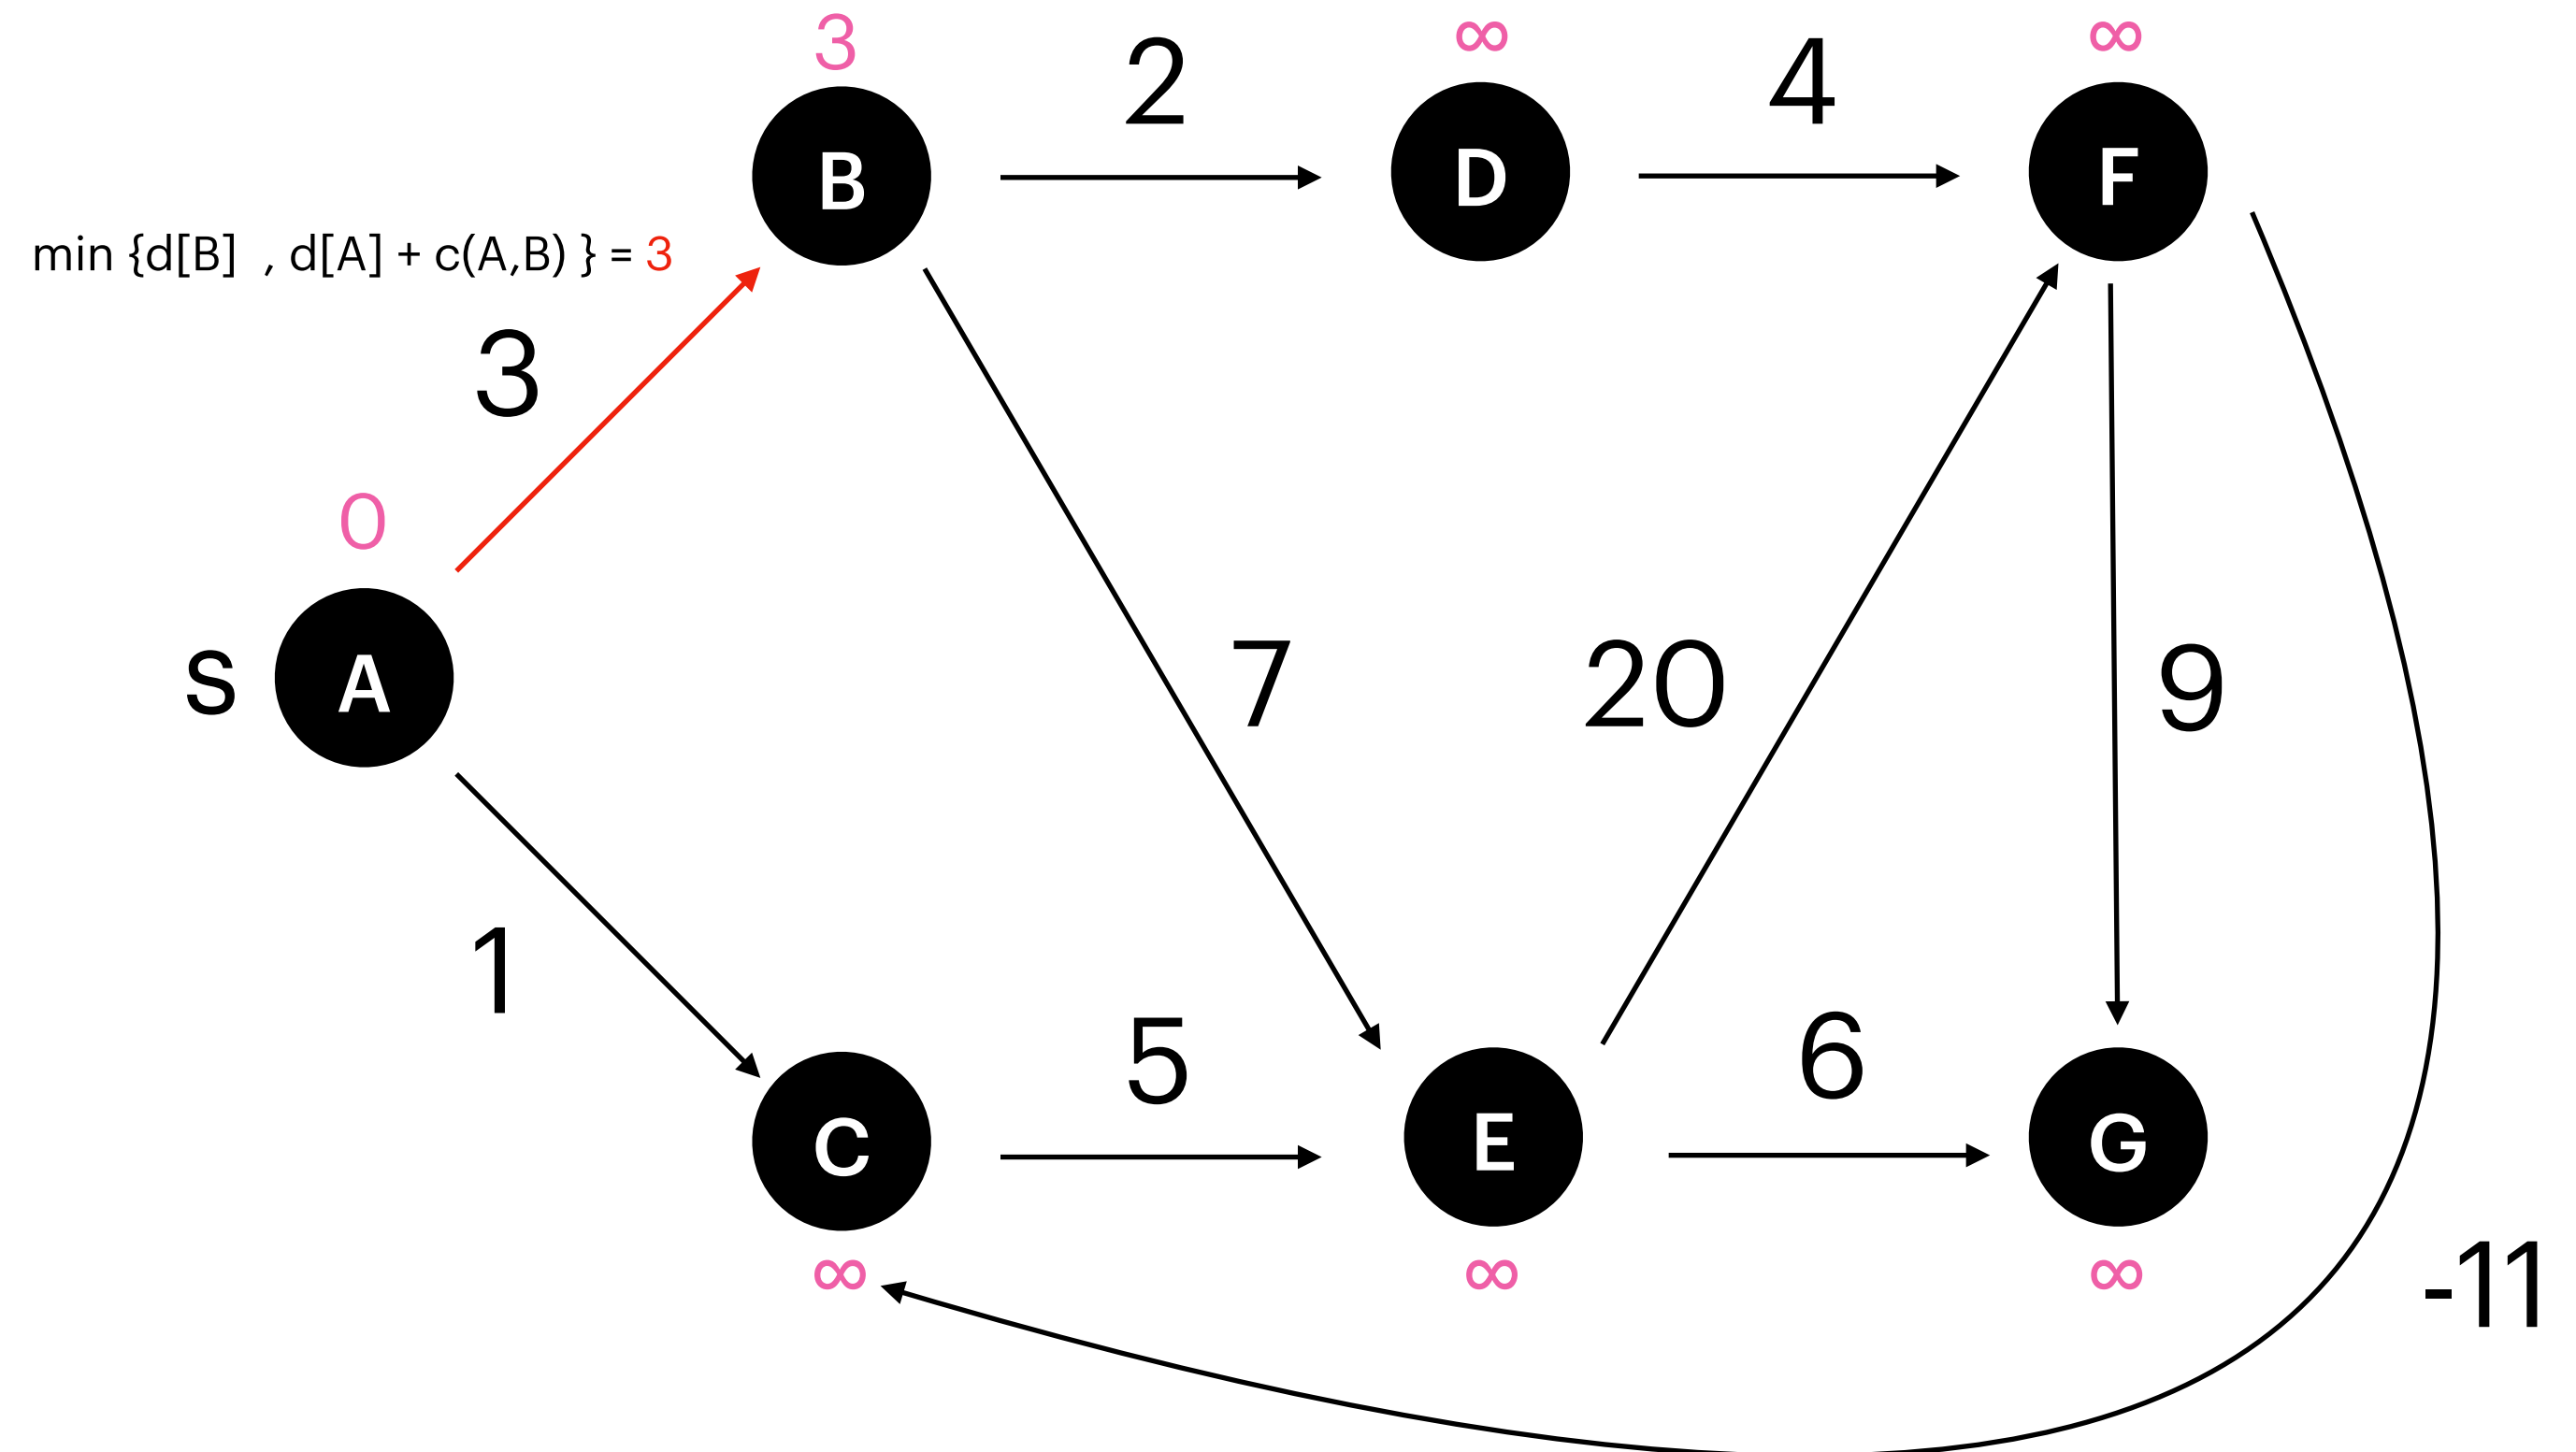 3
2
∞
4
∞
B
D
F
min {d[B] , d[A] + c(A,B) } = 3
3
0
S
A
7
20
9
1
5
6
C
E
G
∞
∞
∞
-11